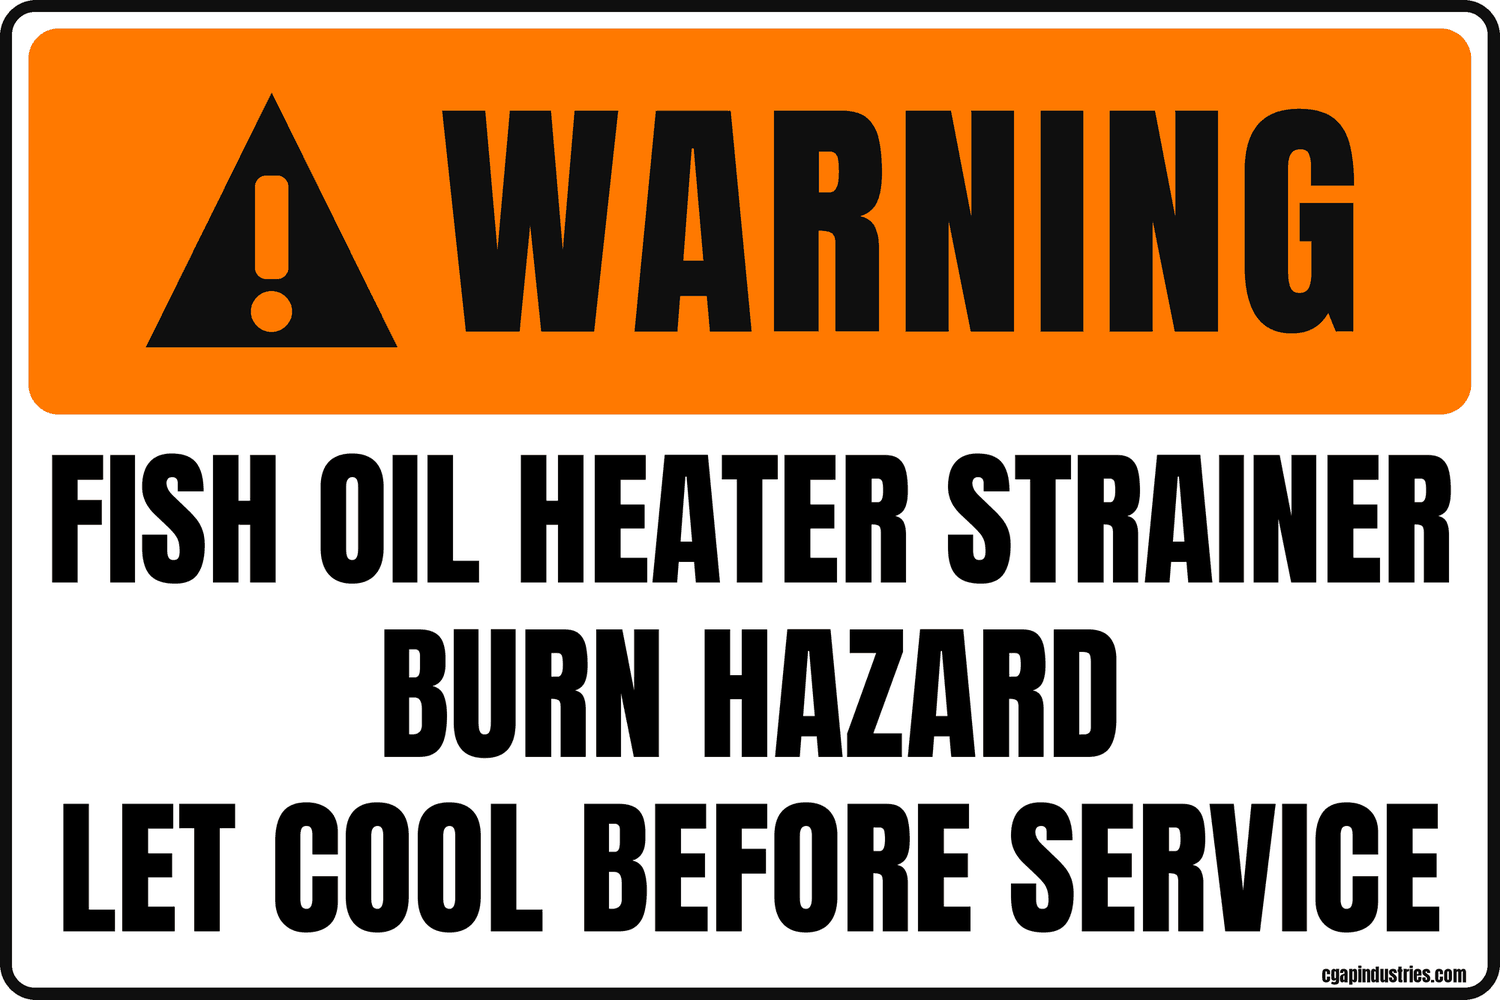 WARNING
FISH OIL HEATER STRAINER
BURN HAZARD
LET COOL BEFORE SERVICE
cgapindustries.com